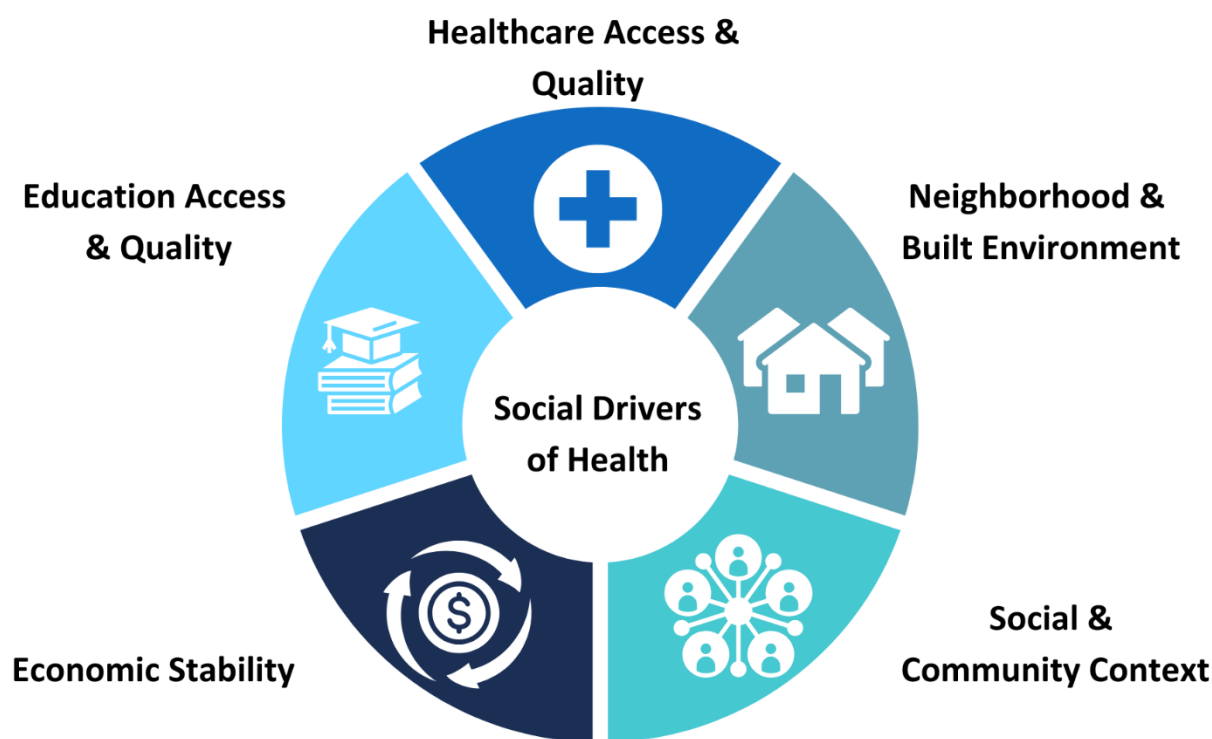 Healthcare Access &
Quality
Education Access
& Quality
Neighborhood &
Built Environment
Social Drivers
of Health
$
Economic Stability
Social &
Community Context